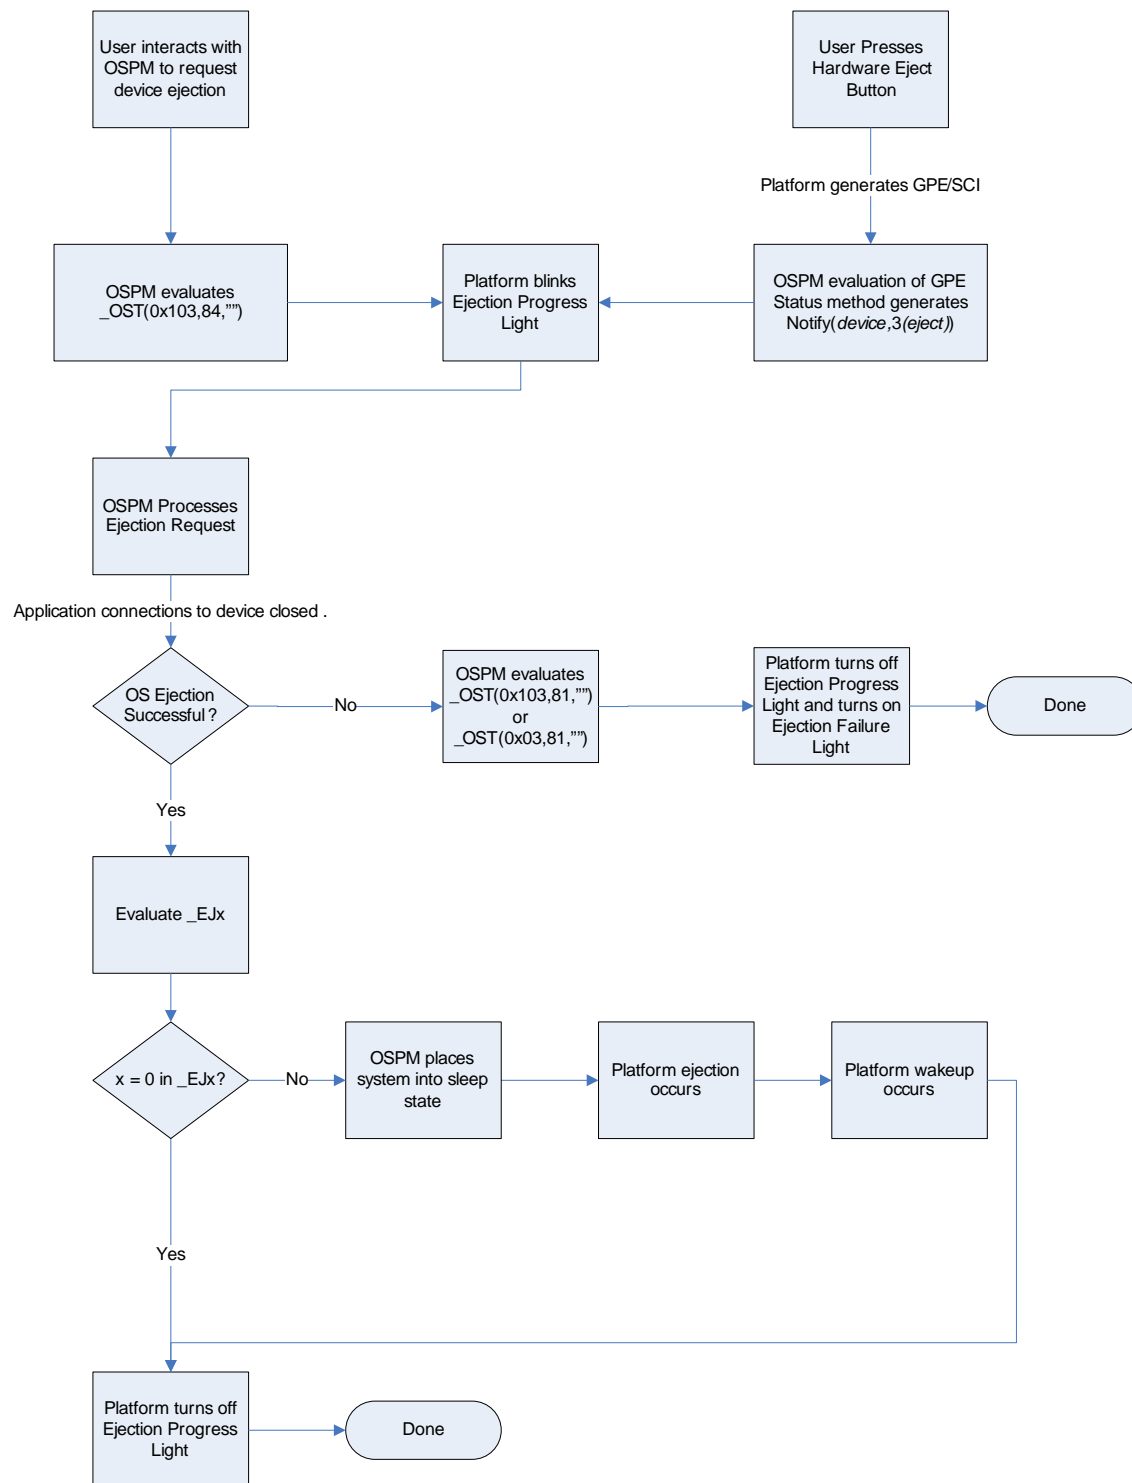 User interacts with
OSPM to request
device ejection
User Presses
Hardware Eject
Button
Platform generates GPE/SCI
OSPM evaluates
_OST(0x103,84,””)
Platform blinks
Ejection Progress
Light
OSPM evaluation of GPE
Status method generates
Notify(device,3(eject))
OSPM Processes
Ejection Request
Application connections to device closed .
OS Ejection
Successful ?
No
OSPM evaluates
_OST(0x103,81,””)
or
_OST(0x03,81,””)
Platform turns off
Ejection Progress
Light and turns on
Ejection Failure
Light
Done
Yes
Evaluate _EJx
x = 0 in _EJx?
No
OSPM places
system into sleep
state
Platform ejection
occurs
Platform wakeup
occurs
Yes
Platform turns off
Ejection Progress
Light
Done